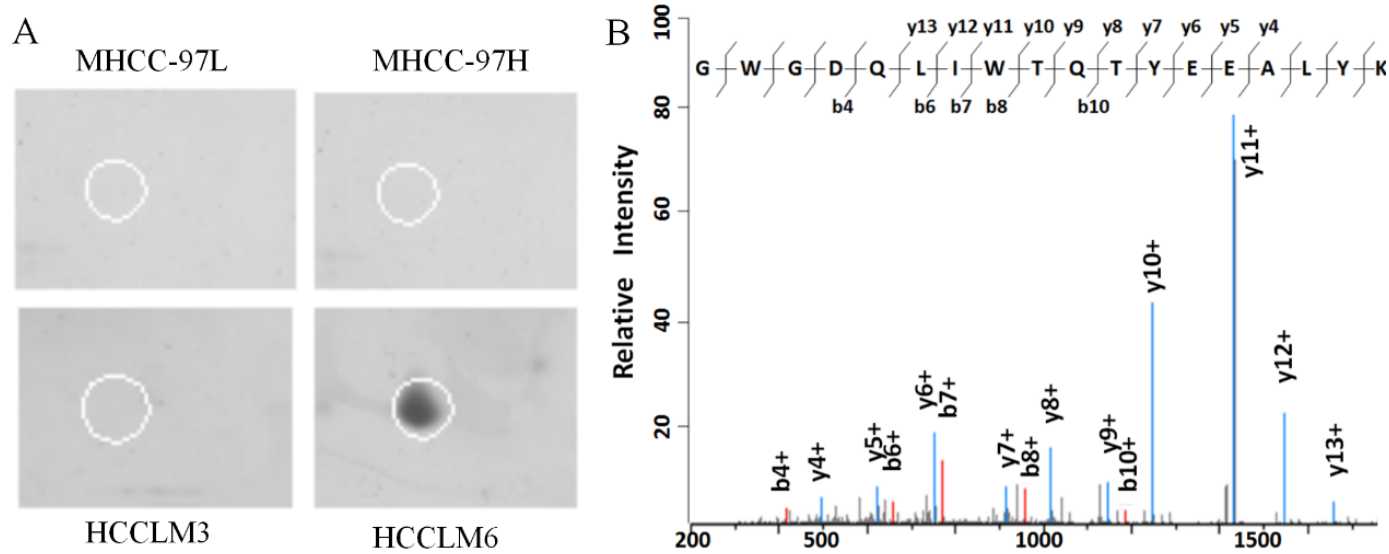 A
MHCC-97L MHCC-97H
HCCLM3 HCCLM6
B
y13 y12 y11 y10 y9 y8 y7 y6 y5 y4
G W G D Q L I W T Q T Y E E A L Y K
b4 b6 b7 b8 b10
Relative Intensity
100
80
60
40
20
b4+
y4+
y5+
b6+
y6+
b7+
y7+
b8+
y8+
y9+
b10+
y10+
y11+
y12+
y13+
200 500 1000 1500